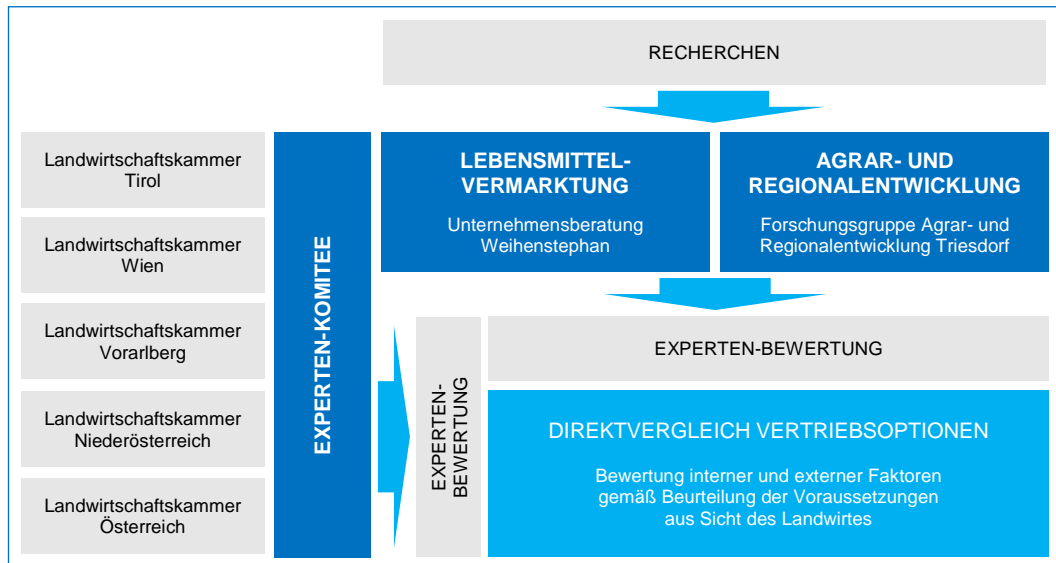 RECHERCHEN
Landwirtschaftskammer
Tirol
Landwirtschaftskammer
Wien
Landwirtschaftskammer
Vorarlberg
Landwirtschaftskammer
Niederösterreich
Landwirtschaftskammer
Österreich
EXPERTEN-KOMITEE
LEBENSMITTEL-
VERMARKTUNG
Unternehmensberatung
Weihenstephan
AGRAR- UND
REGIONALENTWICKLUNG
Forschungsgruppe Agrar- und
Regionalentwicklung Triesdorf
EXPERTEN-
BEWERTUNG
EXPERTEN-BEWERTUNG
DIREKTVERGLEICH VERTRIEBSOPTIONEN
Bewertung interner und externer Faktoren
gemäß Beurteilung der Voraussetzungen
aus Sicht des Landwirtes